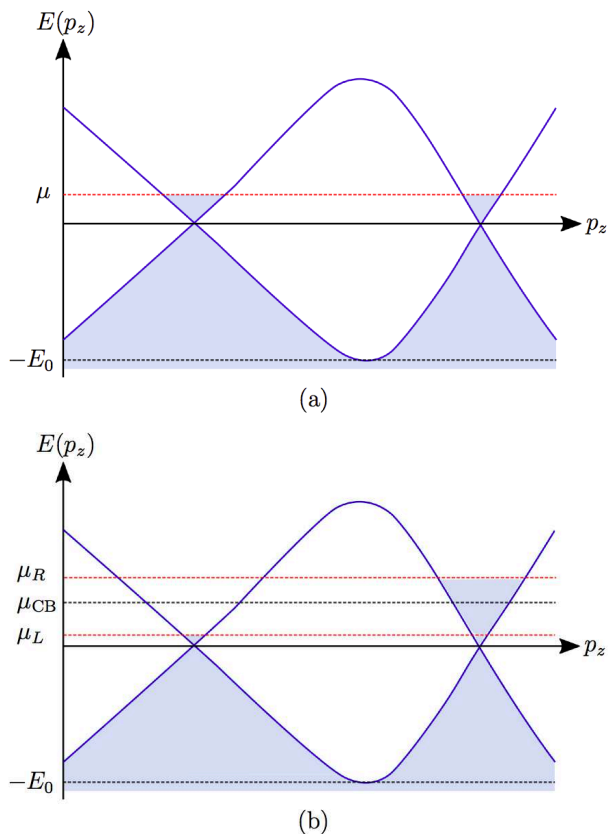 E(p_z)
μ
p_z
−E_0
(a)
E(p_z)
μ_R
μ_CB
μ_L
p_z
−E_0
(b)